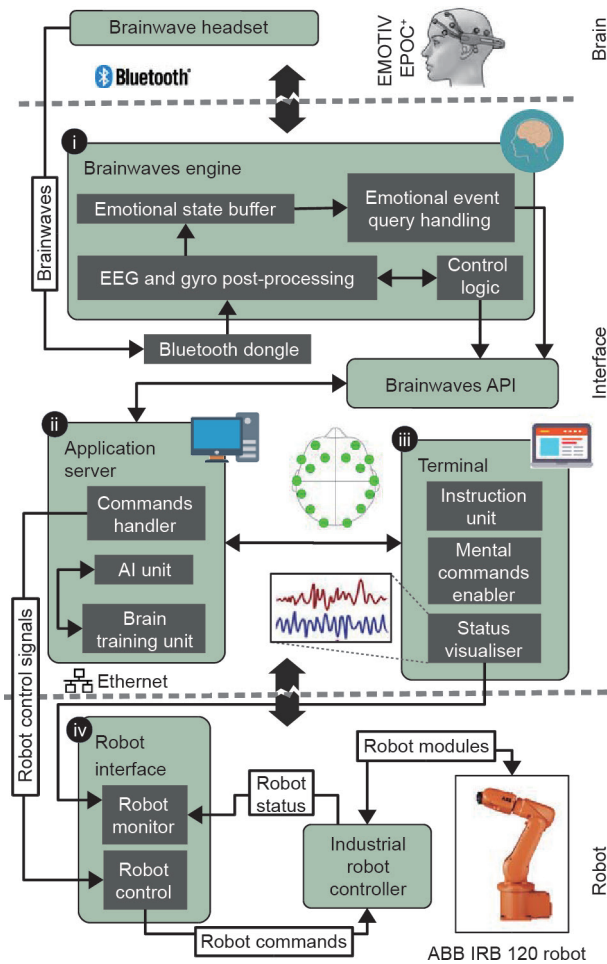 Brainwave headset
Bluetooth®
EMOTIV
EPOC+
Brain
i
Brainwaves engine
Emotional state buffer
Emotional event
query handling
EEG and gyro post-processing
Control
logic
Brainwaves
Bluetooth dongle
Interface
Brainwaves API
ii
Application
server
Commands
handler
AI unit
Brain
training unit
iii
Terminal
Instruction
unit
Mental
commands
enabler
Status
visualiser
Robot control signals
Ethernet
iv
Robot
interface
Robot
monitor
Robot
control
Robot
status
Robot modules
Industrial
robot
controller
Robot commands
Robot
ABB IRB 120 robot